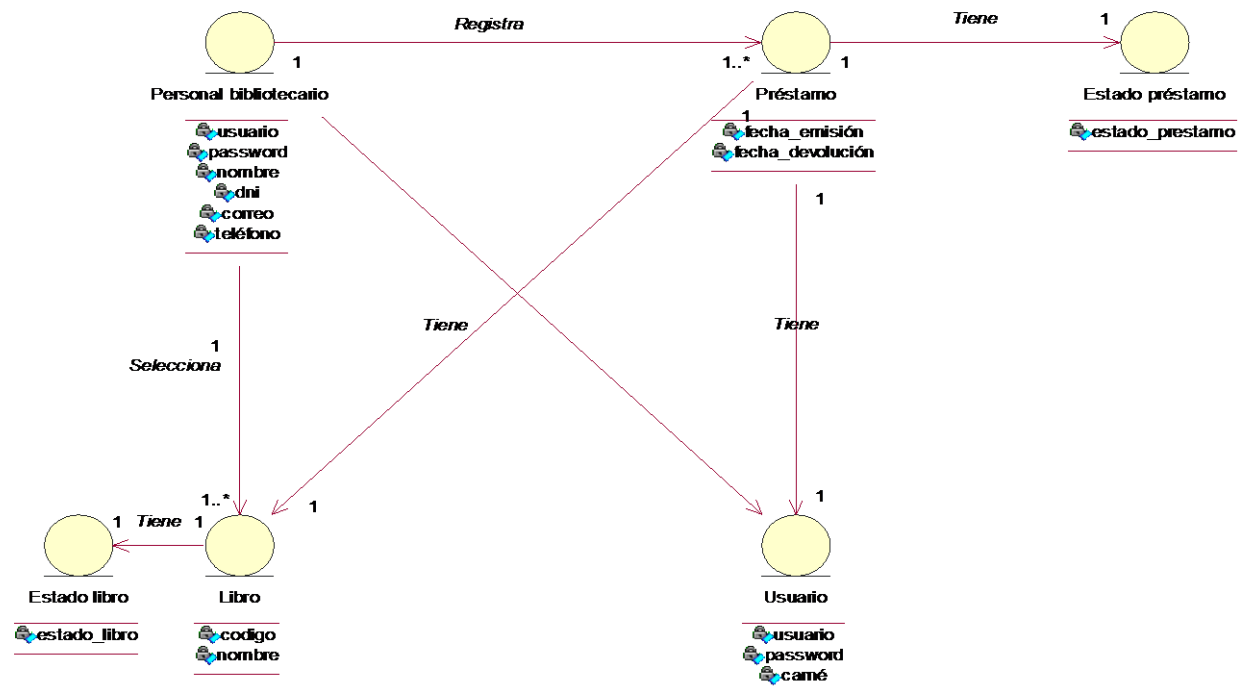 Registra
Tiene
1
1
1..*
1
Personal bibliotecario
Préstamo
Estado préstamo
usuario
password
nombre
dni
correo
teléfono
1
fecha_emisión
fecha_devolución
estado_prestamo
1
Tiene
Tiene
1
Selecciona
1..*
1
1
1
Tiene
1
Estado libro
Libro
Usuario
estado_libro
codigo
nombre
usuario
password
carné